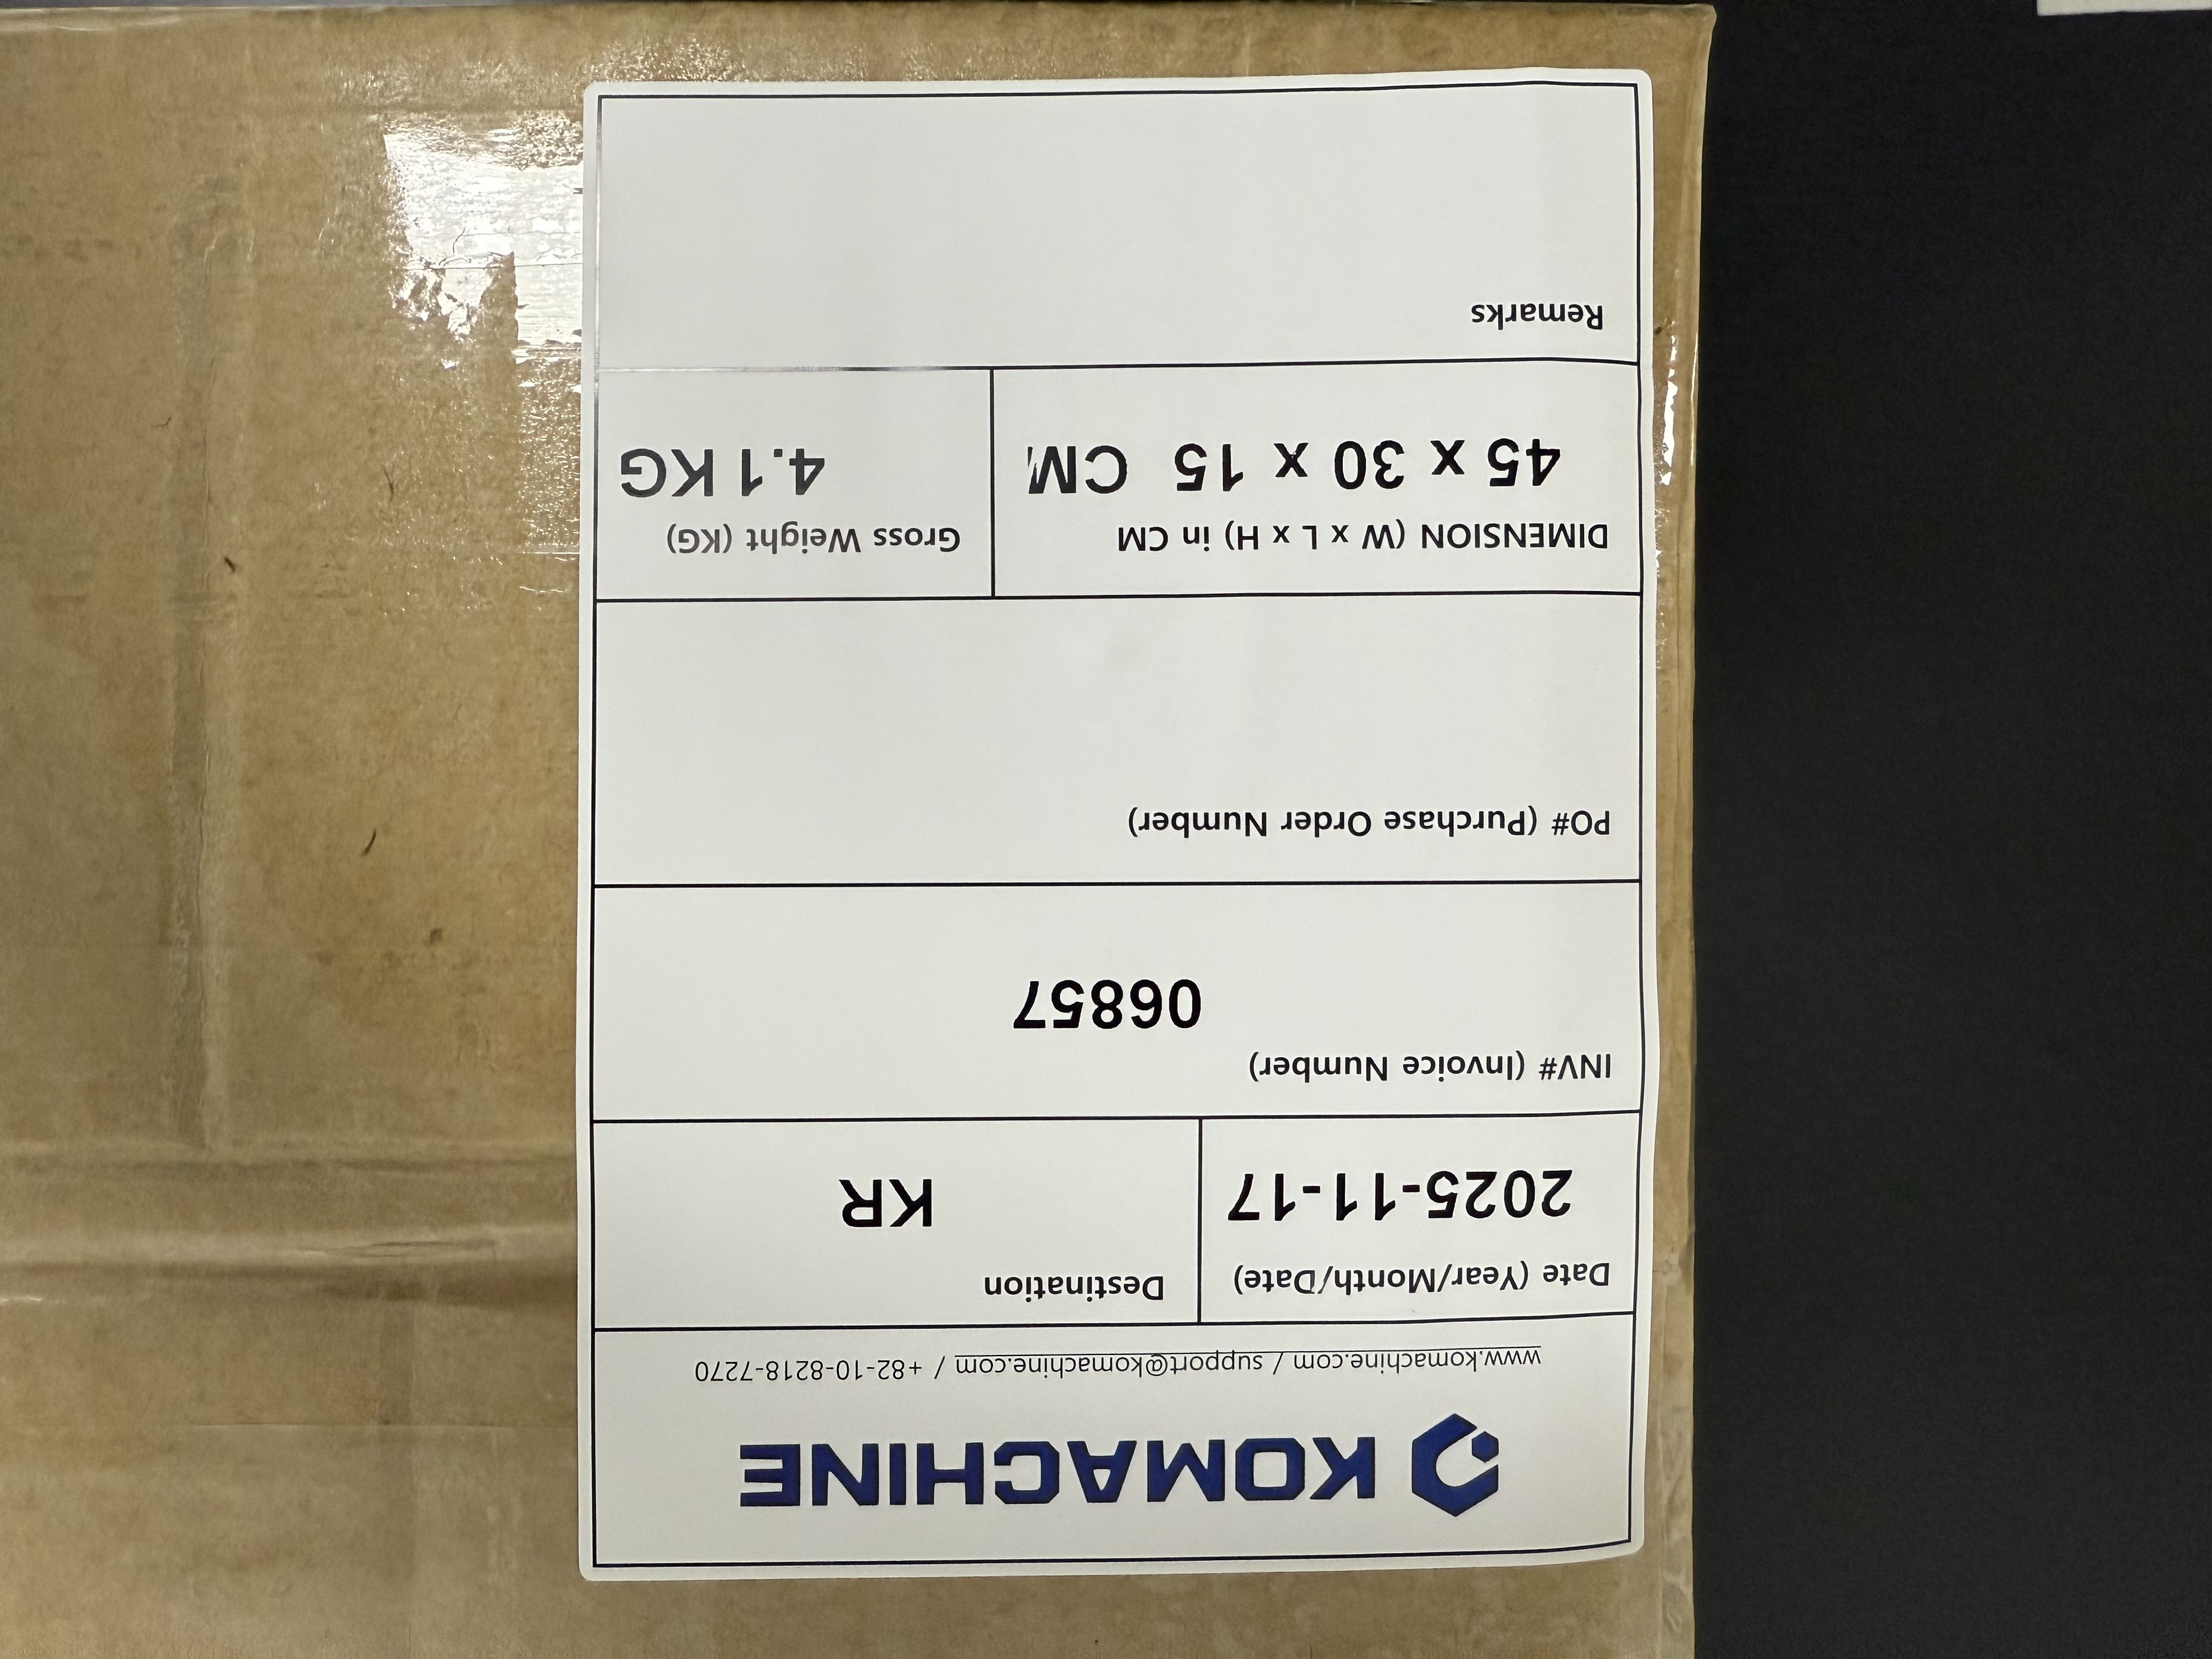 KOMACHINE
www.komachine.com / support@komachine.com / +82-10-8218-7270
Date (Year/Month/Date)
2025-11-17
Destination
KR
INV# (Invoice Number)
06857
PO# (Purchase Order Number)
DIMENSION (W x L x H) in CM
45 x 30 x 15 CM
Gross Weight (KG)
4.1 KG
Remarks